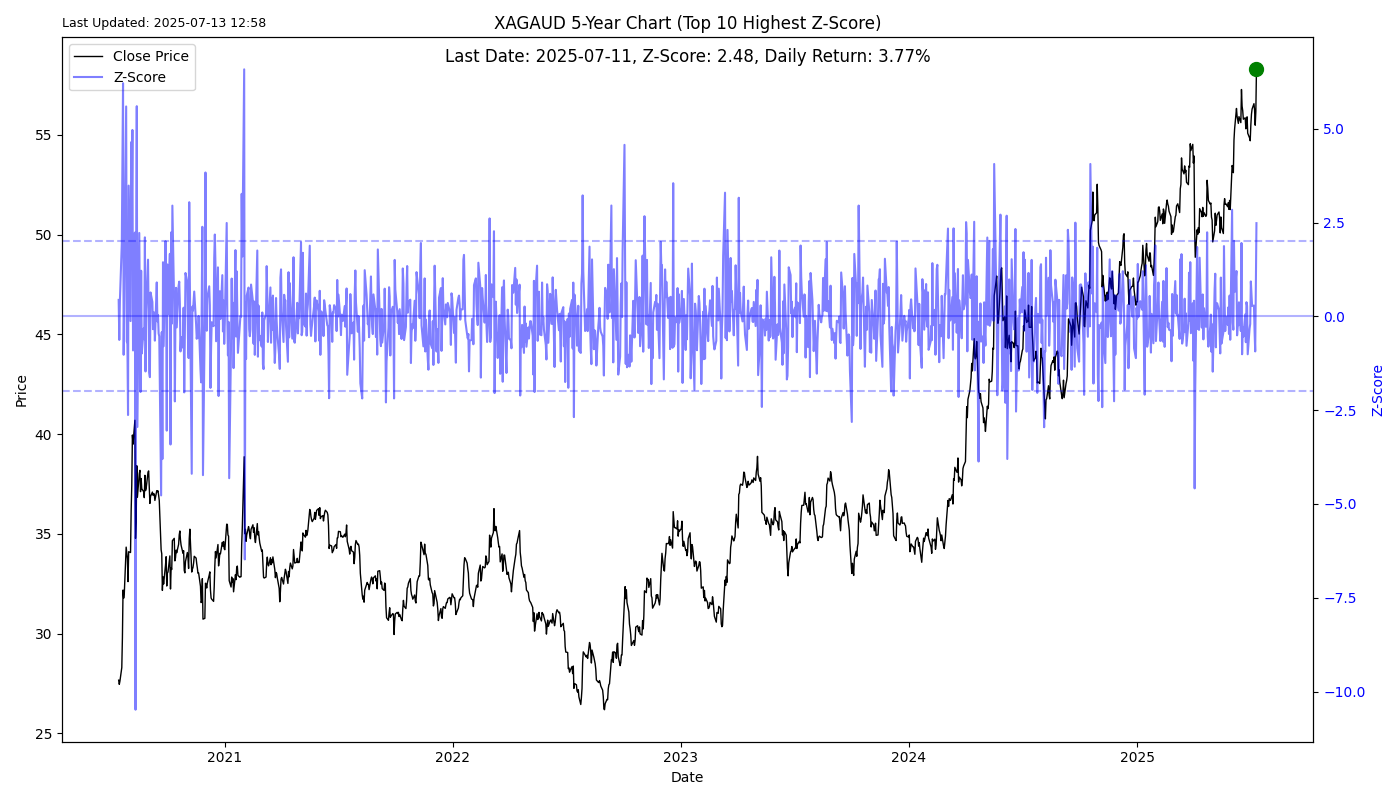 Last Updated: 2025-07-13 12:58
XAGAUD 5-Year Chart (Top 10 Highest Z-Score)
Last Date: 2025-07-11, Z-Score: 2.48, Daily Return: 3.77%
Close Price
Z-Score
55
50
45
40
35
30
25
Price
5.0
2.5
0.0
−2.5
−5.0
−7.5
−10.0
Z-Score
2021
2022
2023
2024
2025
Date